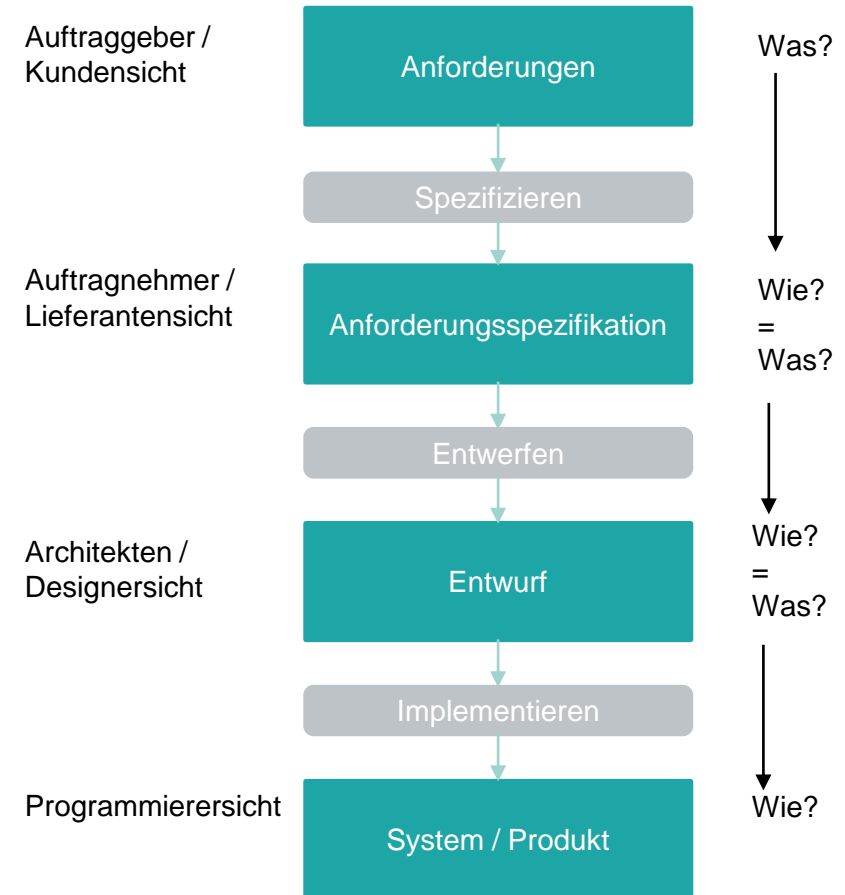 Auftraggeber /
Kundensicht
Anforderungen
Was?
Spezifizieren
Auftragnehmer /
Lieferantensicht
Anforderungsspezifikation
Wie?
=
Was?
Entwerfen
Architekten /
Designersicht
Entwurf
Wie?
=
Was?
Implementieren
Programmierersicht
System / Produkt
Wie?